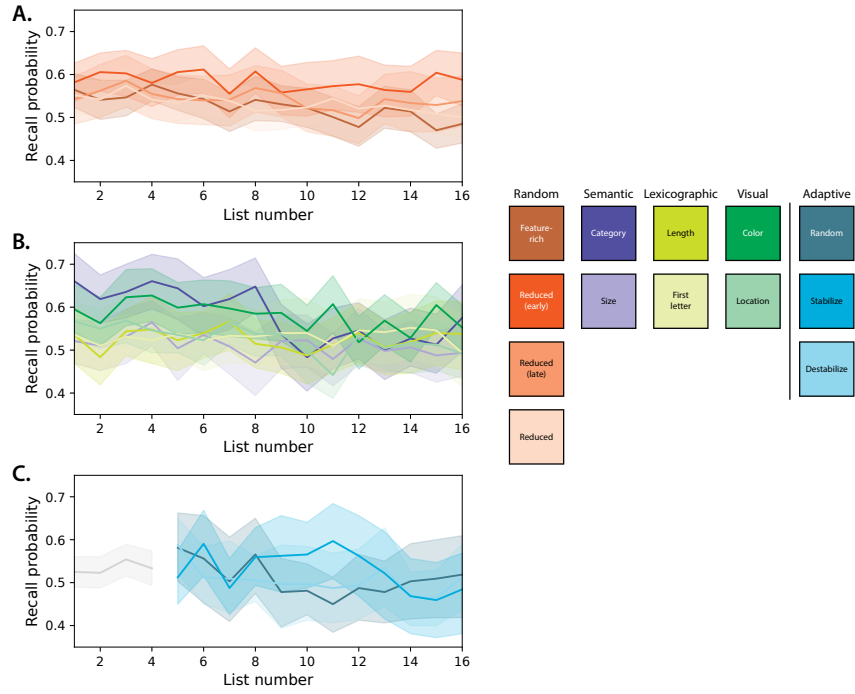 A.
0.7
0.6
0.5
0.4
Recall probability
2 4 6 8 10 12 14 16
List number
B.
0.7
0.6
0.5
0.4
Recall probability
2 4 6 8 10 12 14 16
List number
C.
0.7
0.6
0.5
0.4
Recall probability
2 4 6 8 10 12 14 16
List number
Random Semantic Lexicographic Visual Adaptive
Feature-
rich
Category
Length
Color
Random
Reduced
(early)
Size
First
letter
Location
Stabilize
Reduced
(late)
Destabilize
Reduced